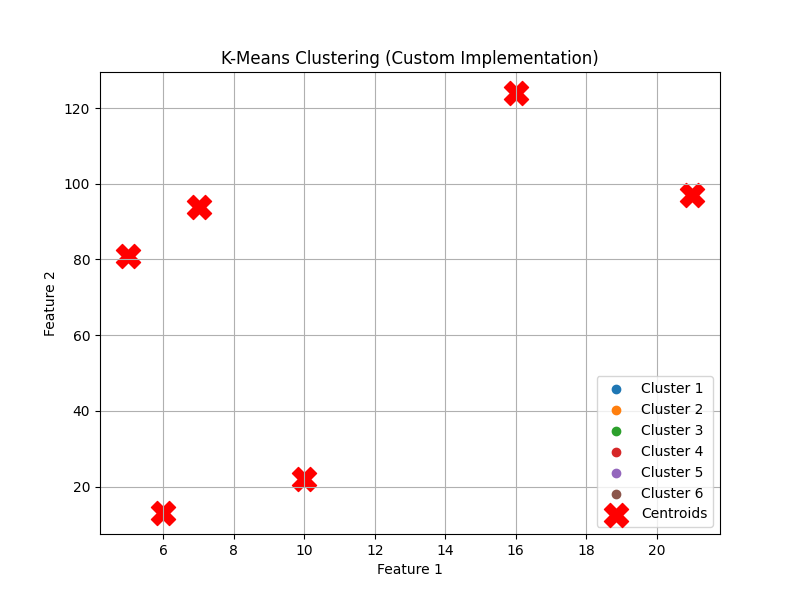 K-Means Clustering (Custom Implementation)
120
100
80
60
40
20
Feature 2
Cluster 1
Cluster 2
Cluster 3
Cluster 4
Cluster 5
Cluster 6
Centroids
6 8 10 12 14 16 18 20
Feature 1